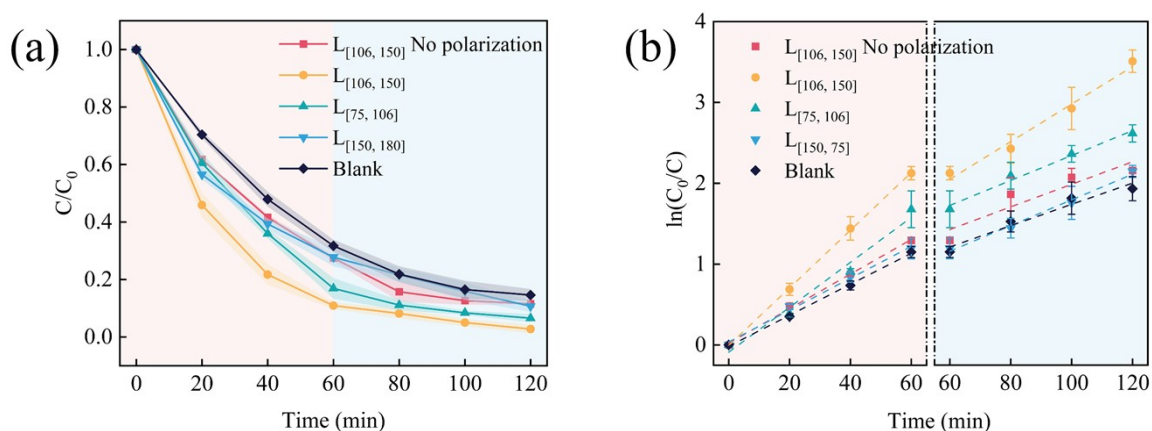 (a)
C/C0
1.0
0.8
0.6
0.4
0.2
0.0
L[106, 150] No polarization
L[106, 150]
L[75, 106]
L[150, 180]
Blank
0 20 40 60 80 100 120
Time (min)
(b)
ln(C0/C)
4
3
2
1
0
L[106, 150] No polarization
L[106, 150]
L[75, 106]
L[150, 75]
Blank
0 20 40 60 60 80 100 120
Time (min)